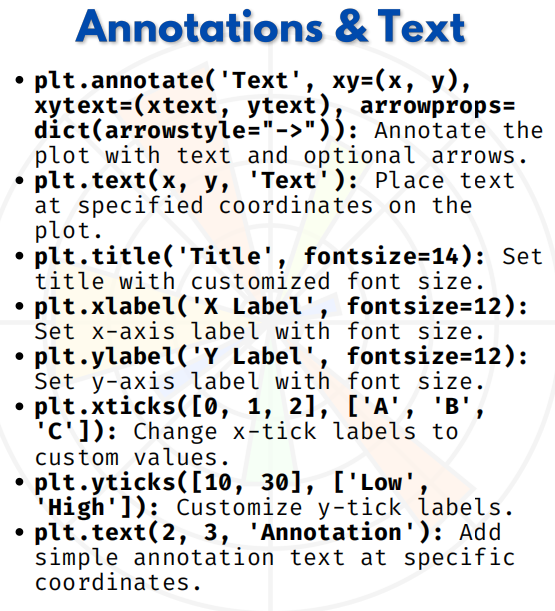 Annotations & Text
• plt.annotate('Text', xy=(x, y),
xytext=(xtext, ytext), arrowprops=
dict(arrowstyle="->")): Annotate the
plot with text and optional arrows.
• plt.text(x, y, 'Text'): Place text
at specified coordinates on the
plot.
• plt.title('Title', fontsize=14): Set
title with customized font size.
• plt.xlabel('X Label', fontsize=12):
Set x-axis label with font size.
• plt.ylabel('Y Label', fontsize=12):
Set y-axis label with font size.
• plt.xticks([0, 1, 2], ['A', 'B',
'C']): Change x-tick labels to
custom values.
• plt.yticks([10, 30], ['Low',
'High']): Customize y-tick labels.
• plt.text(2, 3, 'Annotation'): Add
simple annotation text at specific
coordinates.